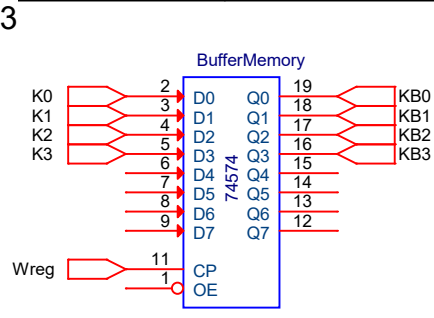 3
BufferMemory
K0 2 D0 Q0 19 KB0
K1 3 D1 Q1 18 KB1
K2 4 D2 Q2 17 KB2
K3 5 D3 Q3 16 KB3
6 D4 Q4 15
7 D5 Q5 14
8 D6 Q6 13
9 D7 Q7 12
74574
Wreg 11 CP
1 OE